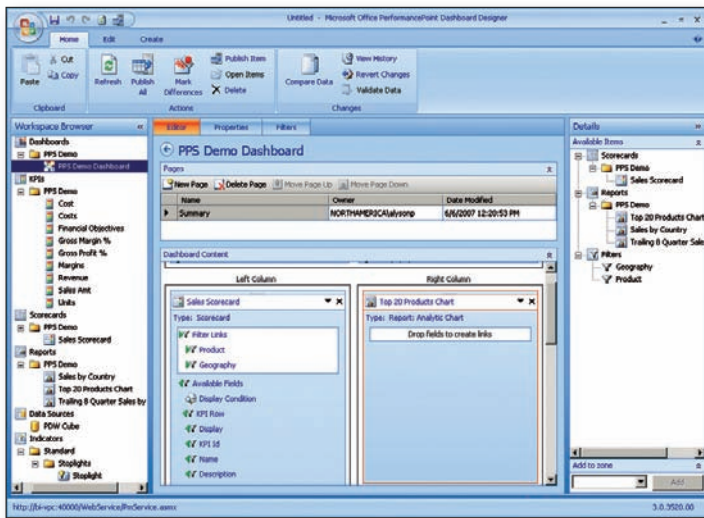 Untitled - Microsoft Office PerformancePoint Dashboard Designer
Home Edit Create
Paste
Cut
Copy
Clipboard
Refresh
Publish All
Mark Differences
Publish Item
Open Items
Delete
Actions
Compare Data
View History
Revert Changes
Validate Data
Changes
Workspace Browser
Dashboards
PPS Demo
PPS Demo Dashboard
KPIs
PPS Demo
Cost
Costs
Financial Objectives
Gross Margin %
Gross Profit %
Margins
Revenue
Sales Amt
Units
Scorecards
PPS Demo
Sales Scorecard
Reports
PPS Demo
Sales by Country
Top 20 Products Chart
Trailing 8 Quarter Sales by
Data Sources
PDW Cube
Indicators
Standard
Stoplights
Stoplight
Editor Properties Filters
PPS Demo Dashboard
Pages
New Page Delete Page Move Page Up Move Page Down
Name Owner Date Modified
Summary NORTHAMERICA\alysonp 6/6/2007 12:20:53 PM
Dashboard Content
Left Column Right Column
Sales Scorecard
Type: Scorecard
Filter Links
Product
Geography
Available Fields
Display Condition
KPI Row
Display
KPI Id
Name
Description
Top 20 Products Chart
Type: Report: Analytic Chart
Drop fields to create links
Details
Available Items
Scorecards
PPS Demo
Sales Scorecard
Reports
PPS Demo
Top 20 Products Chart
Sales by Country
Trailing 8 Quarter Sale
Filters
Geography
Product
Add to zone
Add
http://bi-vpc:40000/WebService/PmService.asmx 3.0.3520.00